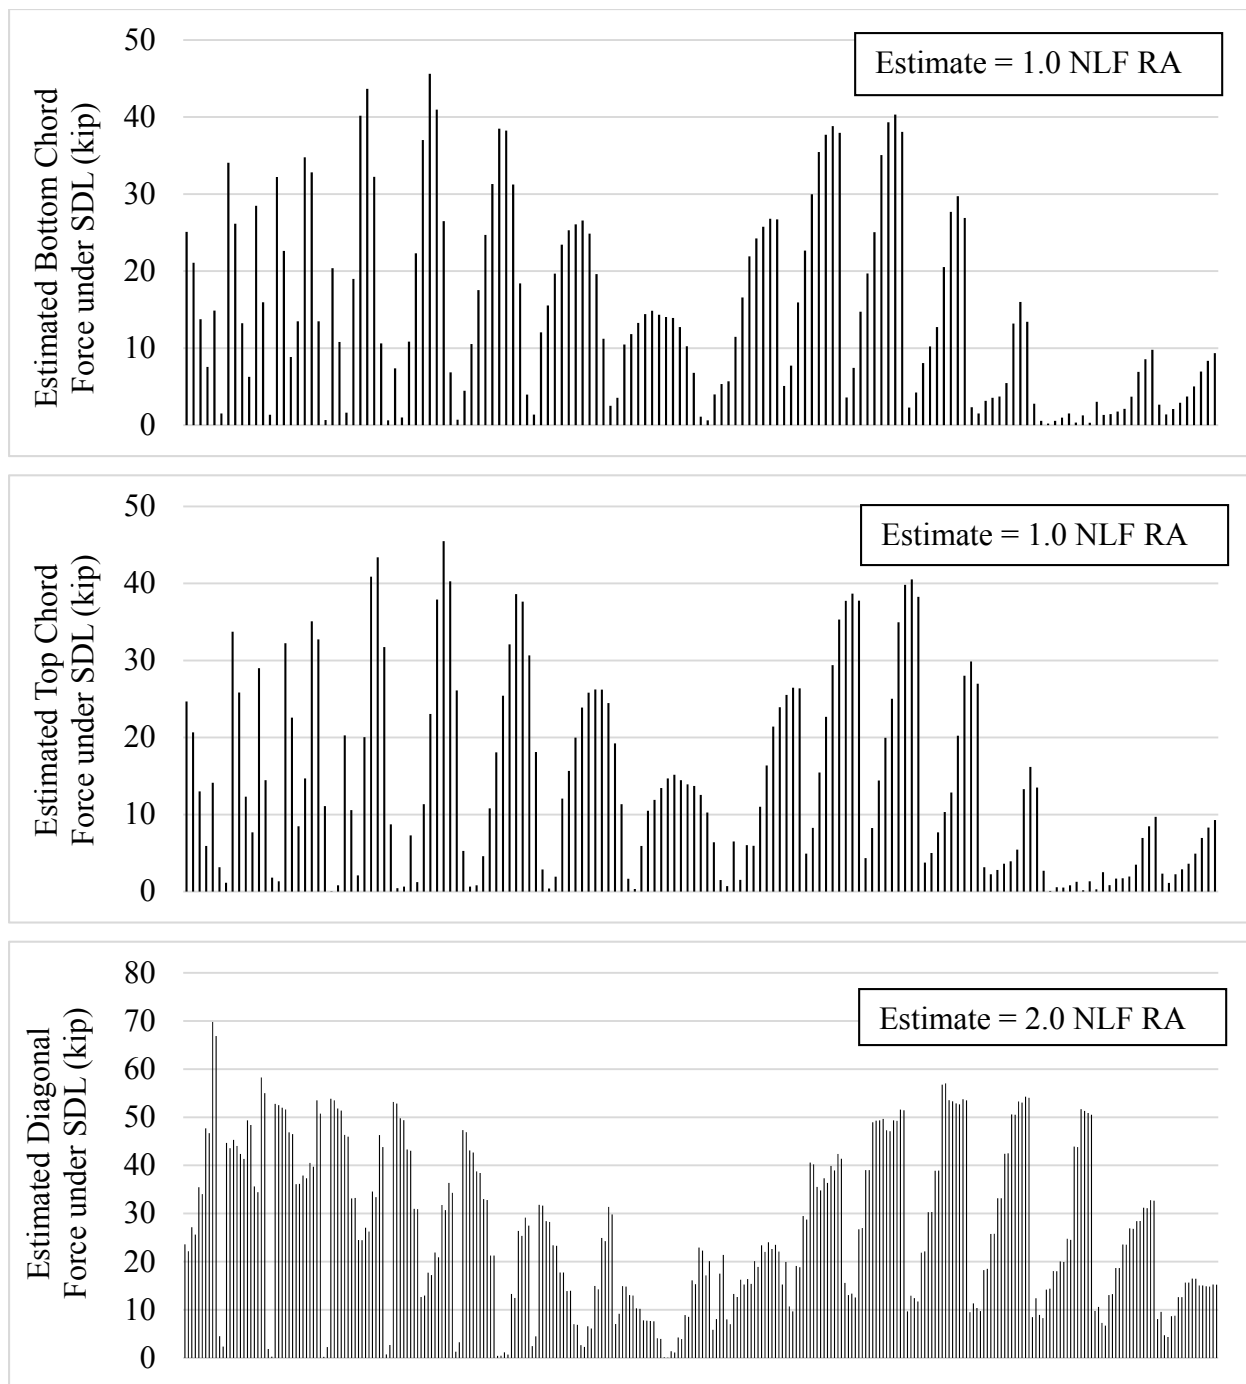 Estimated Bottom Chord
Force under SDL (kip)
50
40
30
20
10
0
Estimate = 1.0 NLF RA
Estimated Top Chord
Force under SDL (kip)
50
40
30
20
10
0
Estimate = 1.0 NLF RA
Estimated Diagonal
Force under SDL (kip)
80
70
60
50
40
30
20
10
0
Estimate = 2.0 NLF RA